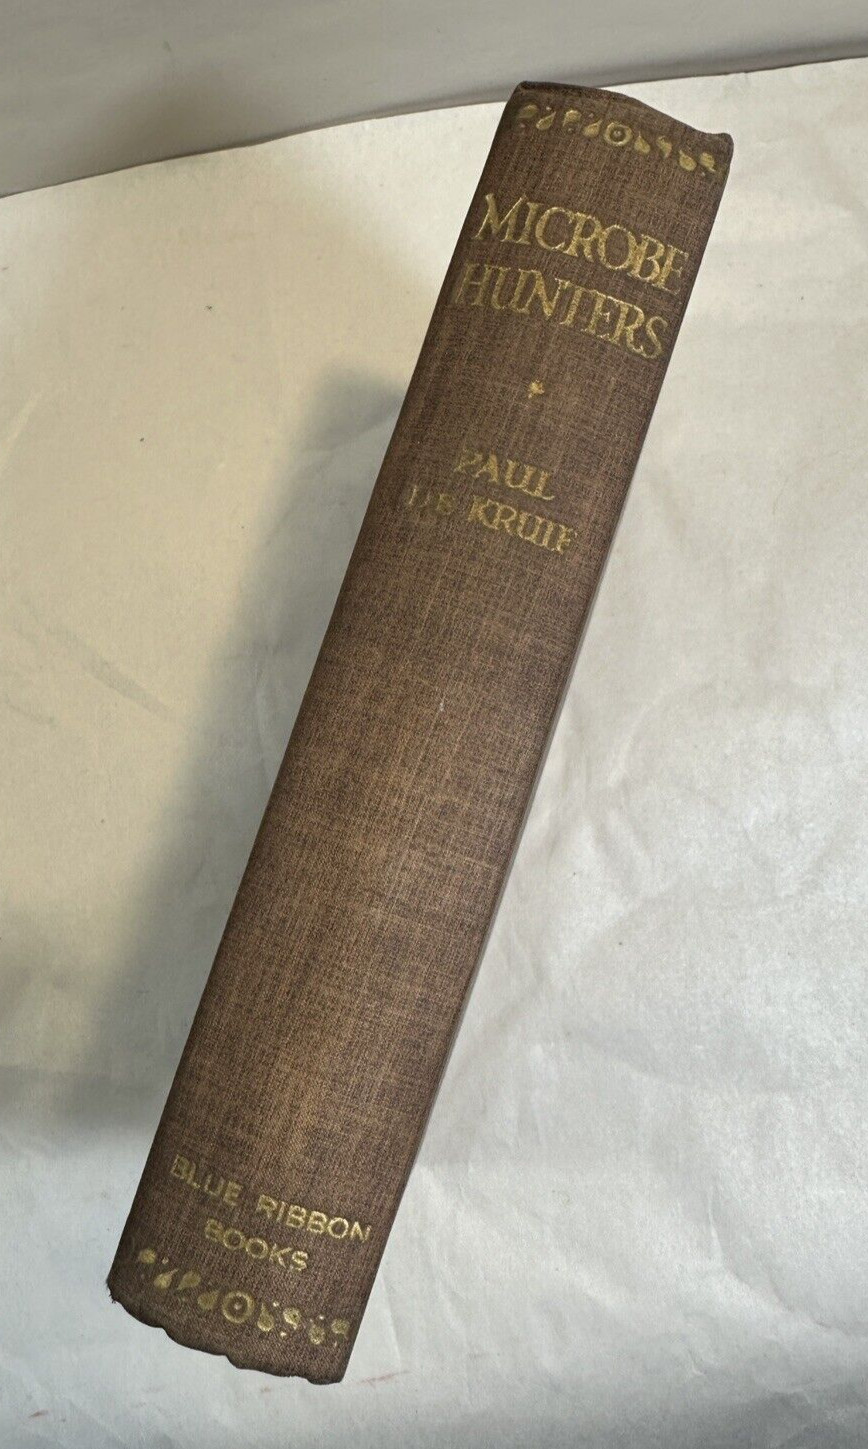 MICROBE
HUNTERS
PAUL
DE KRUIF
BLUE RIBBON
BOOKS